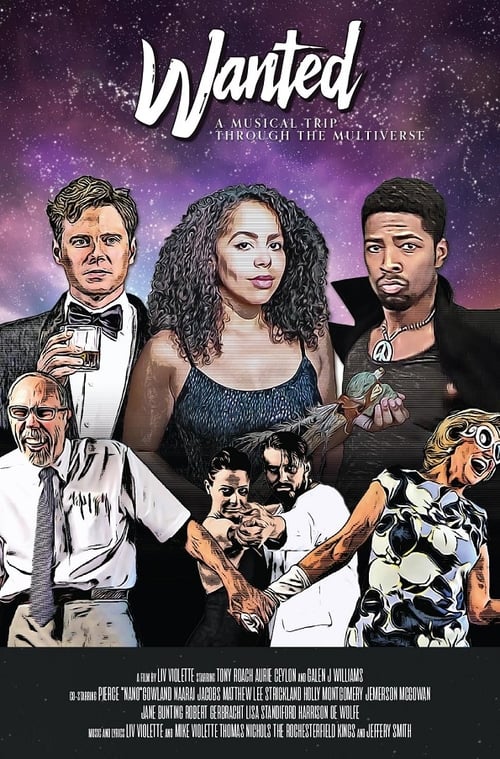 Wanted
A MUSICAL TRIP
THROUGH THE MULTIVERSE
A FILM BY LIV VIOLETTE STARRING TONY ROACH AURIE CEYLON AND GALEN J WILLIAMS
CO-STARRING PIERCE "NANO"GOWLAND NAARAI JACOBS MATTHEW LEE STRICKLAND HOLLY MONTGOMERY JEMERSON MCGOWAN
JANE BUNTING ROBERT GERBRACHT LISA STANDIFORD HARRISON DE WOLFE
MUSIC AND LYRICS LIV VIOLETTE AND MIKE VIOLETTE THOMAS NICHOLS THE ROCHESTERFIELD KINGS AND JEFFERY SMITH